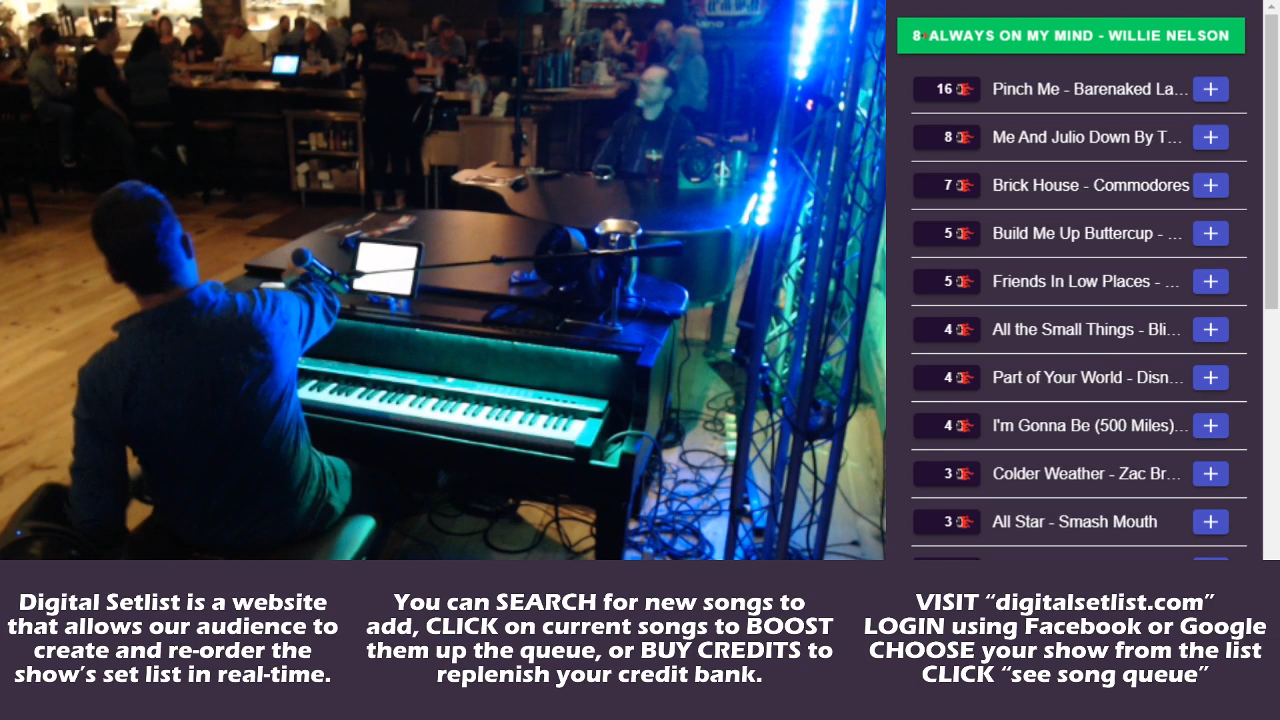 8 ALWAYS ON MY MIND - WILLIE NELSON
16 Pinch Me - Barenaked La...
8 Me And Julio Down By T...
7 Brick House - Commodores
5 Build Me Up Buttercup - ...
5 Friends In Low Places - ...
4 All the Small Things - Bli...
4 Part of Your World - Disn...
4 I'm Gonna Be (500 Miles)...
3 Colder Weather - Zac Br...
3 All Star - Smash Mouth
Digital Setlist is a website
that allows our audience to
create and re-order the
show's set list in real-time.
You can SEARCH for new songs to
add, CLICK on current songs to BOOST
them up the queue, or BUY CREDITS to
replenish your credit bank.
VISIT “digitalsetlist.com”
LOGIN using Facebook or Google
CHOOSE your show from the list
CLICK “see song queue”